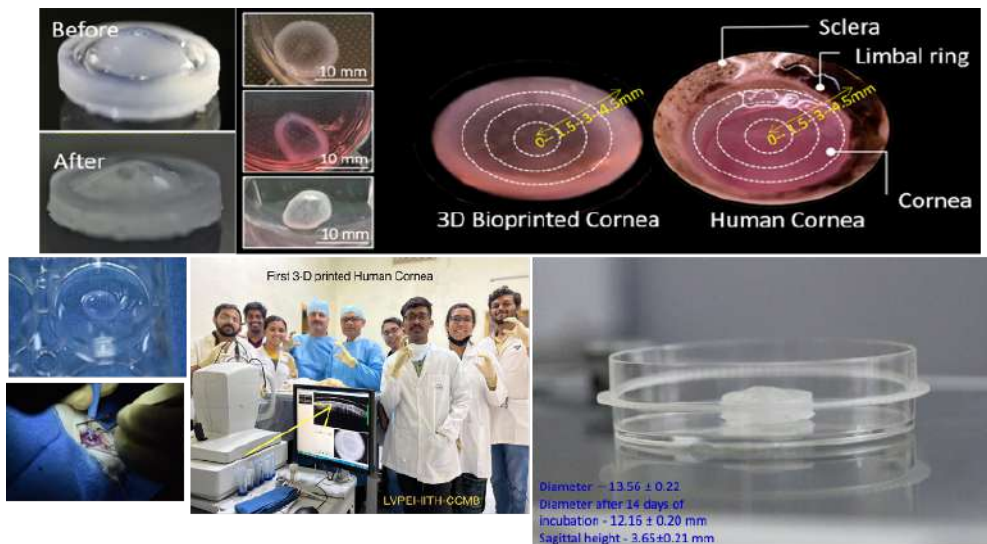 Before
After
10 mm
10 mm
10 mm
0--1.5--3--4.5mm
3D Bioprinted Cornea
Sclera
Limbal ring
0--1.5--3--4.5mm
Cornea
Human Cornea
First 3-D printed Human Cornea
LVPEI-IITH-CCMB
Diameter – 13.56 ± 0.22
Diameter after 14 days of
incubation - 12.16 ± 0.20 mm
Sagittal height - 3.65±0.21 mm